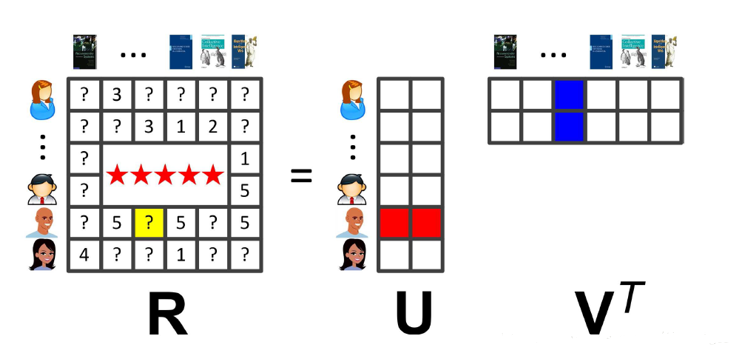 ...
...
? 3 ? ? ? ?
? ? 3 1 2 ?
? 1
? 5
? 5 ? 5 ? 5
4 ? ? 1 ? ?
=
R U V^T